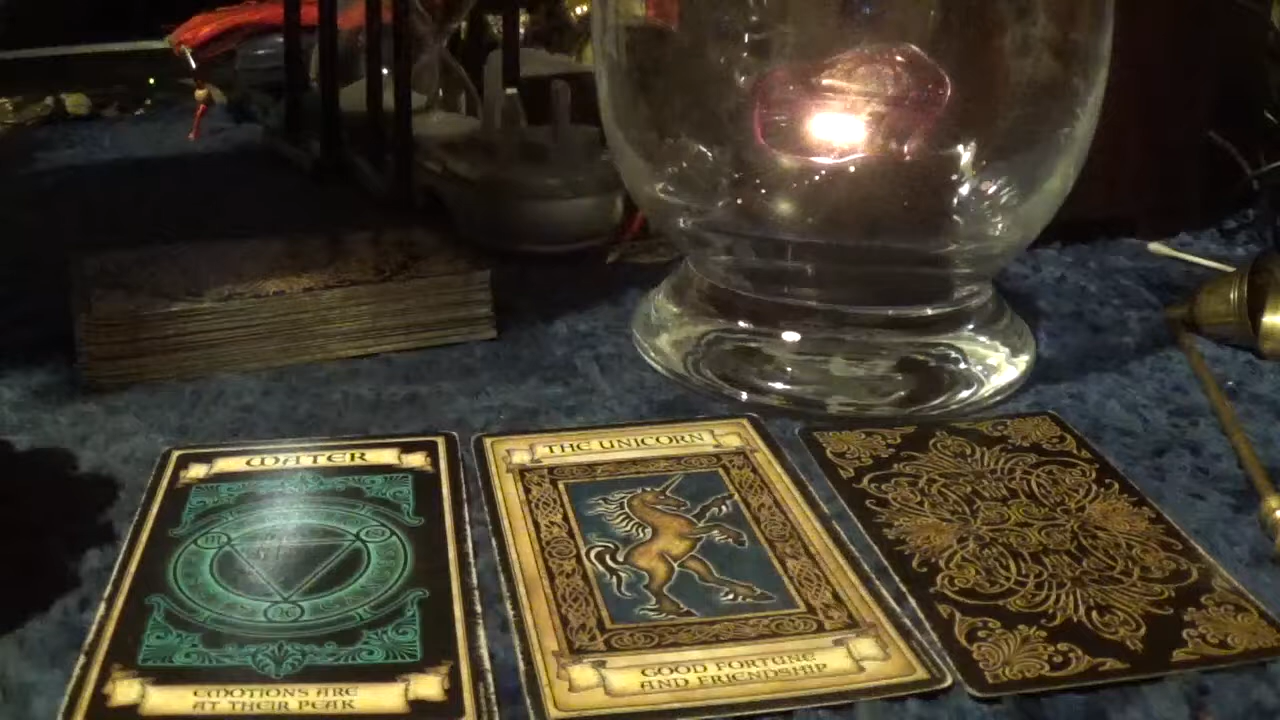 WATER
EMOTIONS ARE
AT THEIR PEAK
THE UNICORN
GOOD FORTUNE
AND FRIENDSHIP